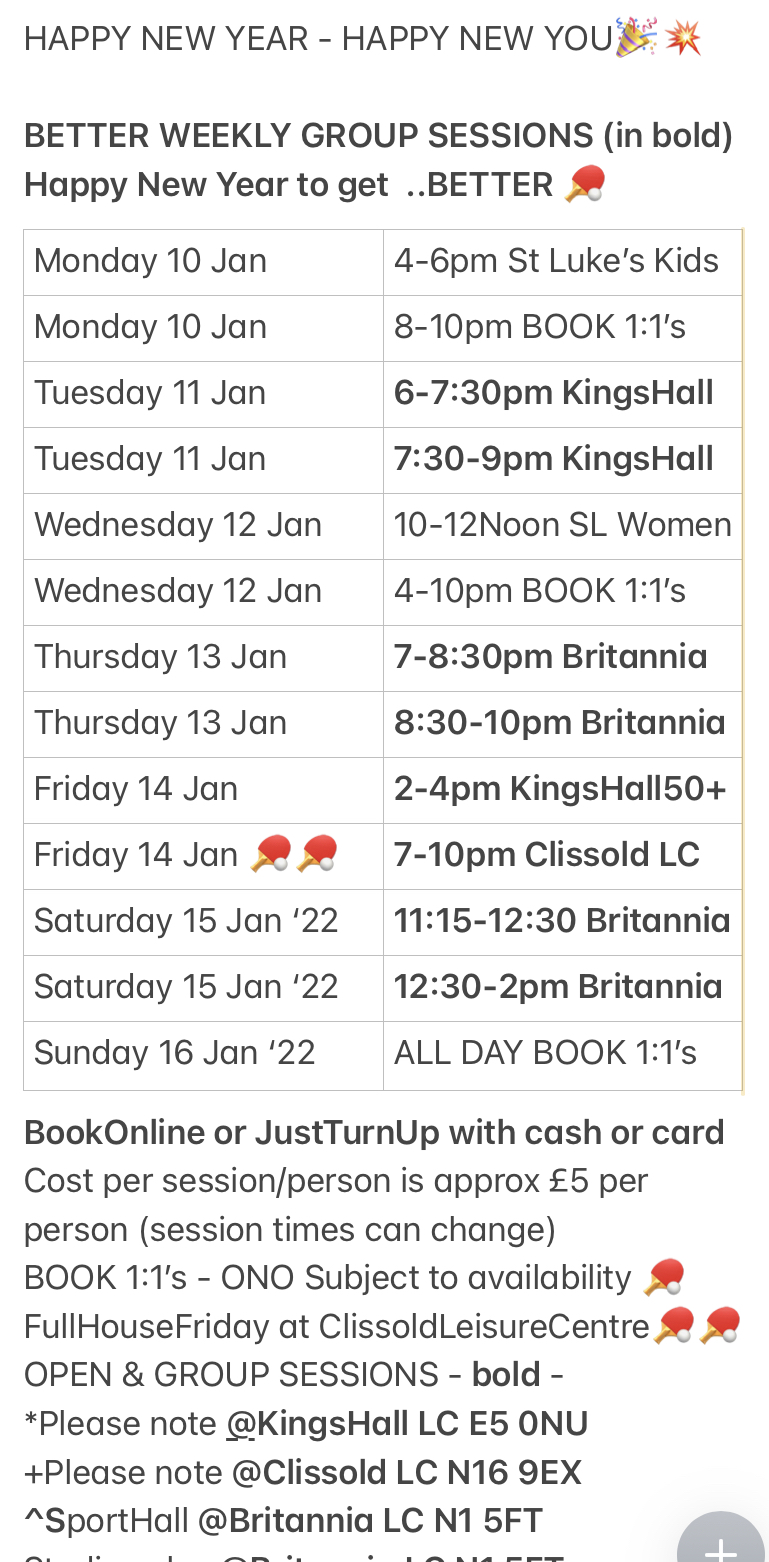 HAPPY NEW YEAR - HAPPY NEW YOU🎉💥
BETTER WEEKLY GROUP SESSIONS (in bold)
Happy New Year to get ..BETTER 🏓
Monday 10 Jan 4-6pm St Luke’s Kids
Monday 10 Jan 8-10pm BOOK 1:1’s
Tuesday 11 Jan 6-7:30pm KingsHall
Tuesday 11 Jan 7:30-9pm KingsHall
Wednesday 12 Jan 10-12Noon SL Women
Wednesday 12 Jan 4-10pm BOOK 1:1’s
Thursday 13 Jan 7-8:30pm Britannia
Thursday 13 Jan 8:30-10pm Britannia
Friday 14 Jan 2-4pm KingsHall50+
Friday 14 Jan 🏓🏓 7-10pm Clissold LC
Saturday 15 Jan ‘22 11:15-12:30 Britannia
Saturday 15 Jan ‘22 12:30-2pm Britannia
Sunday 16 Jan ‘22 ALL DAY BOOK 1:1’s
BookOnline or JustTurnUp with cash or card
Cost per session/person is approx £5 per
person (session times can change)
BOOK 1:1’s - ONO Subject to availability 🏓
FullHouseFriday at ClissoldLeisureCentre🏓🏓
OPEN & GROUP SESSIONS - bold -
*Please note @KingsHall LC E5 0NU
+Please note @Clissold LC N16 9EX
^SportHall @Britannia LC N1 5FT